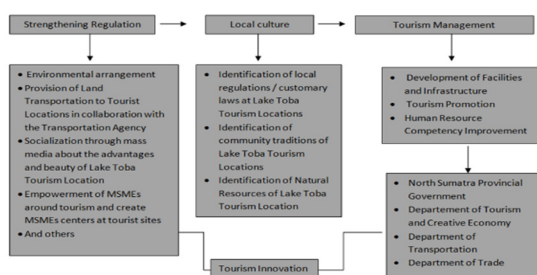 Strengthening Regulation
Local culture
Tourism Management
• Environmental arrangement
• Provision of Land
Transportation to Tourist
Locations in collaboration with
the Transportation Agency
• Socialization through mass
media about the advantages
and beauty of Lake Toba
Tourism Location
• Empowerment of MSMEs
around tourism and create
MSMEs centers at tourist sites
• And others
• Identification of local
regulations / customary
laws at Lake Toba
Tourism Locations
• Identification of
community traditions of
Lake Toba Tourism
Locations
• Identification of Natural
Resources of Lake Toba
Tourism Location
• Development of Facilities
and Infrastructure
• Tourism Promotion
• Human Resource
Competency Improvement
• North Sumatra Provincial
Government
• Departement of Tourism
and Creative Economy
• Department of
Transportation
• Department of Trade
Tourism Innovation